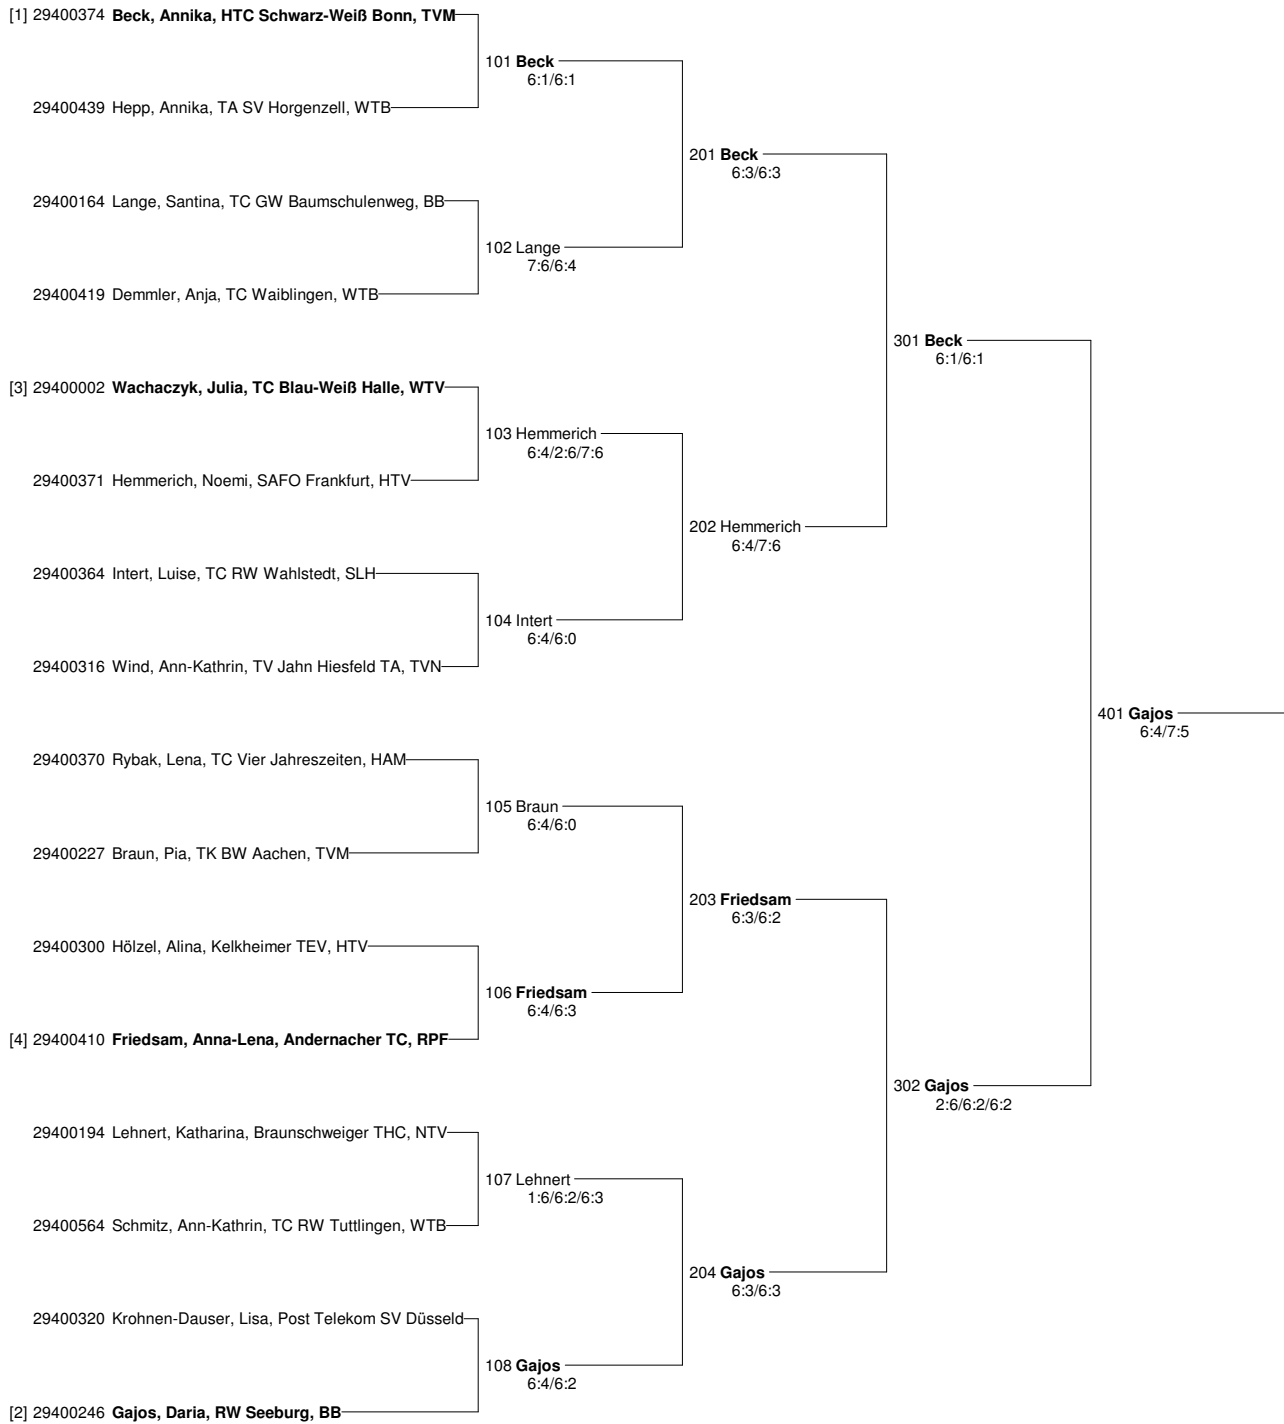 [1] 29400374 Beck, Annika, HTC Schwarz-Weiß Bonn, TVM
101 Beck
6:1/6:1
29400439 Hepp, Annika, TA SV Horgenzell, WTB
201 Beck
6:3/6:3
29400164 Lange, Santina, TC GW Baumschulenweg, BB
102 Lange
7:6/6:4
29400419 Demmler, Anja, TC Waiblingen, WTB
301 Beck
6:1/6:1
[3] 29400002 Wachaczyk, Julia, TC Blau-Weiß Halle, WTV
103 Hemmerich
6:4/2:6/7:6
29400371 Hemmerich, Noemi, SAFO Frankfurt, HTV
202 Hemmerich
6:4/7:6
29400364 Intert, Luise, TC RW Wahlstedt, SLH
104 Intert
6:4/6:0
29400316 Wind, Ann-Kathrin, TV Jahn Hiesfeld TA, TVN
401 Gajos
6:4/7:5
29400370 Rybak, Lena, TC Vier Jahreszeiten, HAM
105 Braun
6:4/6:0
29400227 Braun, Pia, TK BW Aachen, TVM
203 Friedsam
6:3/6:2
29400300 Hölzel, Alina, Kelkheimer TEV, HTV
106 Friedsam
6:4/6:3
[4] 29400410 Friedsam, Anna-Lena, Andernacher TC, RPF
302 Gajos
2:6/6:2/6:2
29400194 Lehnert, Katharina, Braunschweiger THC, NTV
107 Lehnert
1:6/6:2/6:3
29400564 Schmitz, Ann-Kathrin, TC RW Tuttlingen, WTB
204 Gajos
6:3/6:3
29400320 Krohnen-Dauser, Lisa, Post Telekom SV Düsseld
108 Gajos
6:4/6:2
[2] 29400246 Gajos, Daria, RW Seeburg, BB